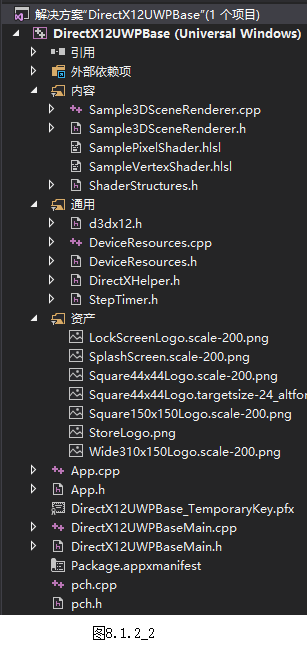 解决方案"DirectX12UWPBase"(1 个项目)
DirectX12UWPBase (Universal Windows)
引用
外部依赖项
内容
Sample3DSceneRenderer.cpp
Sample3DSceneRenderer.h
SamplePixelShader.hlsl
SampleVertexShader.hlsl
ShaderStructures.h
通用
d3dx12.h
DeviceResources.cpp
DeviceResources.h
DirectXHelper.h
StepTimer.h
资产
LockScreenLogo.scale-200.png
SplashScreen.scale-200.png
Square44x44Logo.scale-200.png
Square44x44Logo.targetsize-24_altfor
Square150x150Logo.scale-200.png
StoreLogo.png
Wide310x150Logo.scale-200.png
App.cpp
App.h
DirectX12UWPBase_TemporaryKey.pfx
DirectX12UWPBaseMain.cpp
DirectX12UWPBaseMain.h
Package.appxmanifest
pch.cpp
pch.h
图8.1.2_2